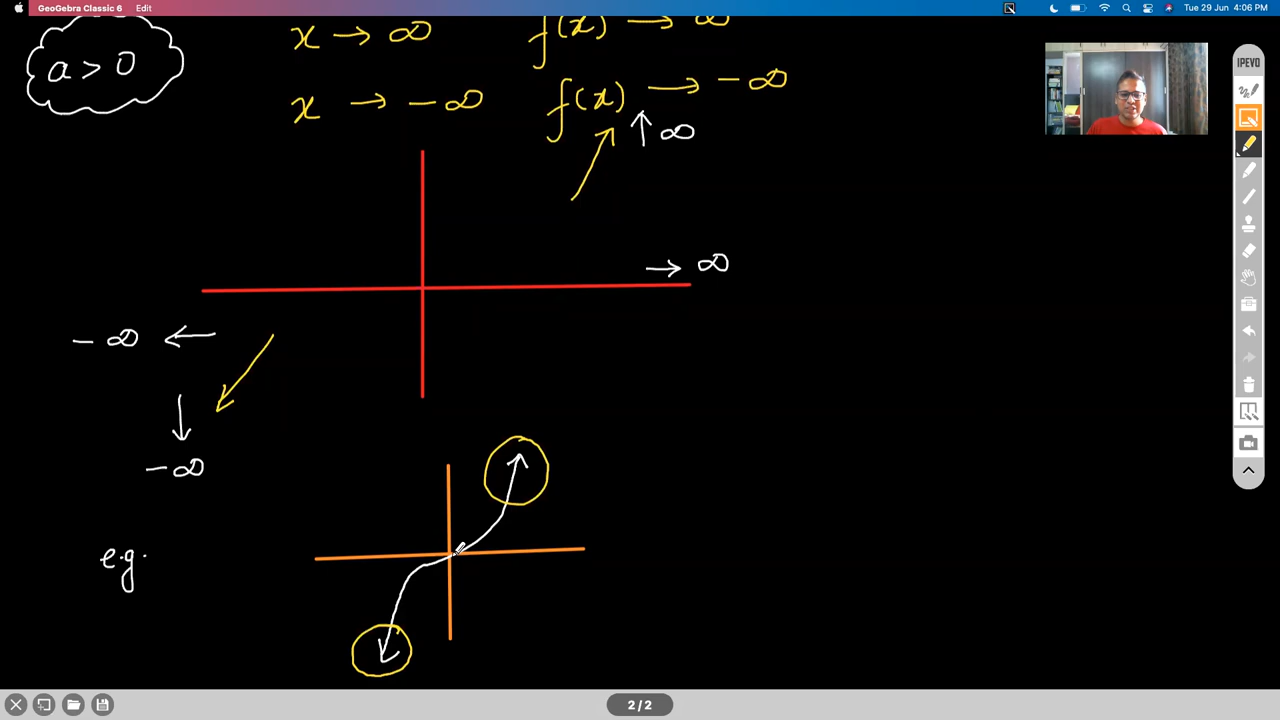 GeoGebra Classic 6 Edit Tue 29 Jun 4:06 PM
x → ∞ f(x) → ∞
a > 0
x → -∞ f(x) → -∞
↑ ∞
→ ∞
-∞ ←
↓
-∞
e.g.
IPEVO
2 / 2